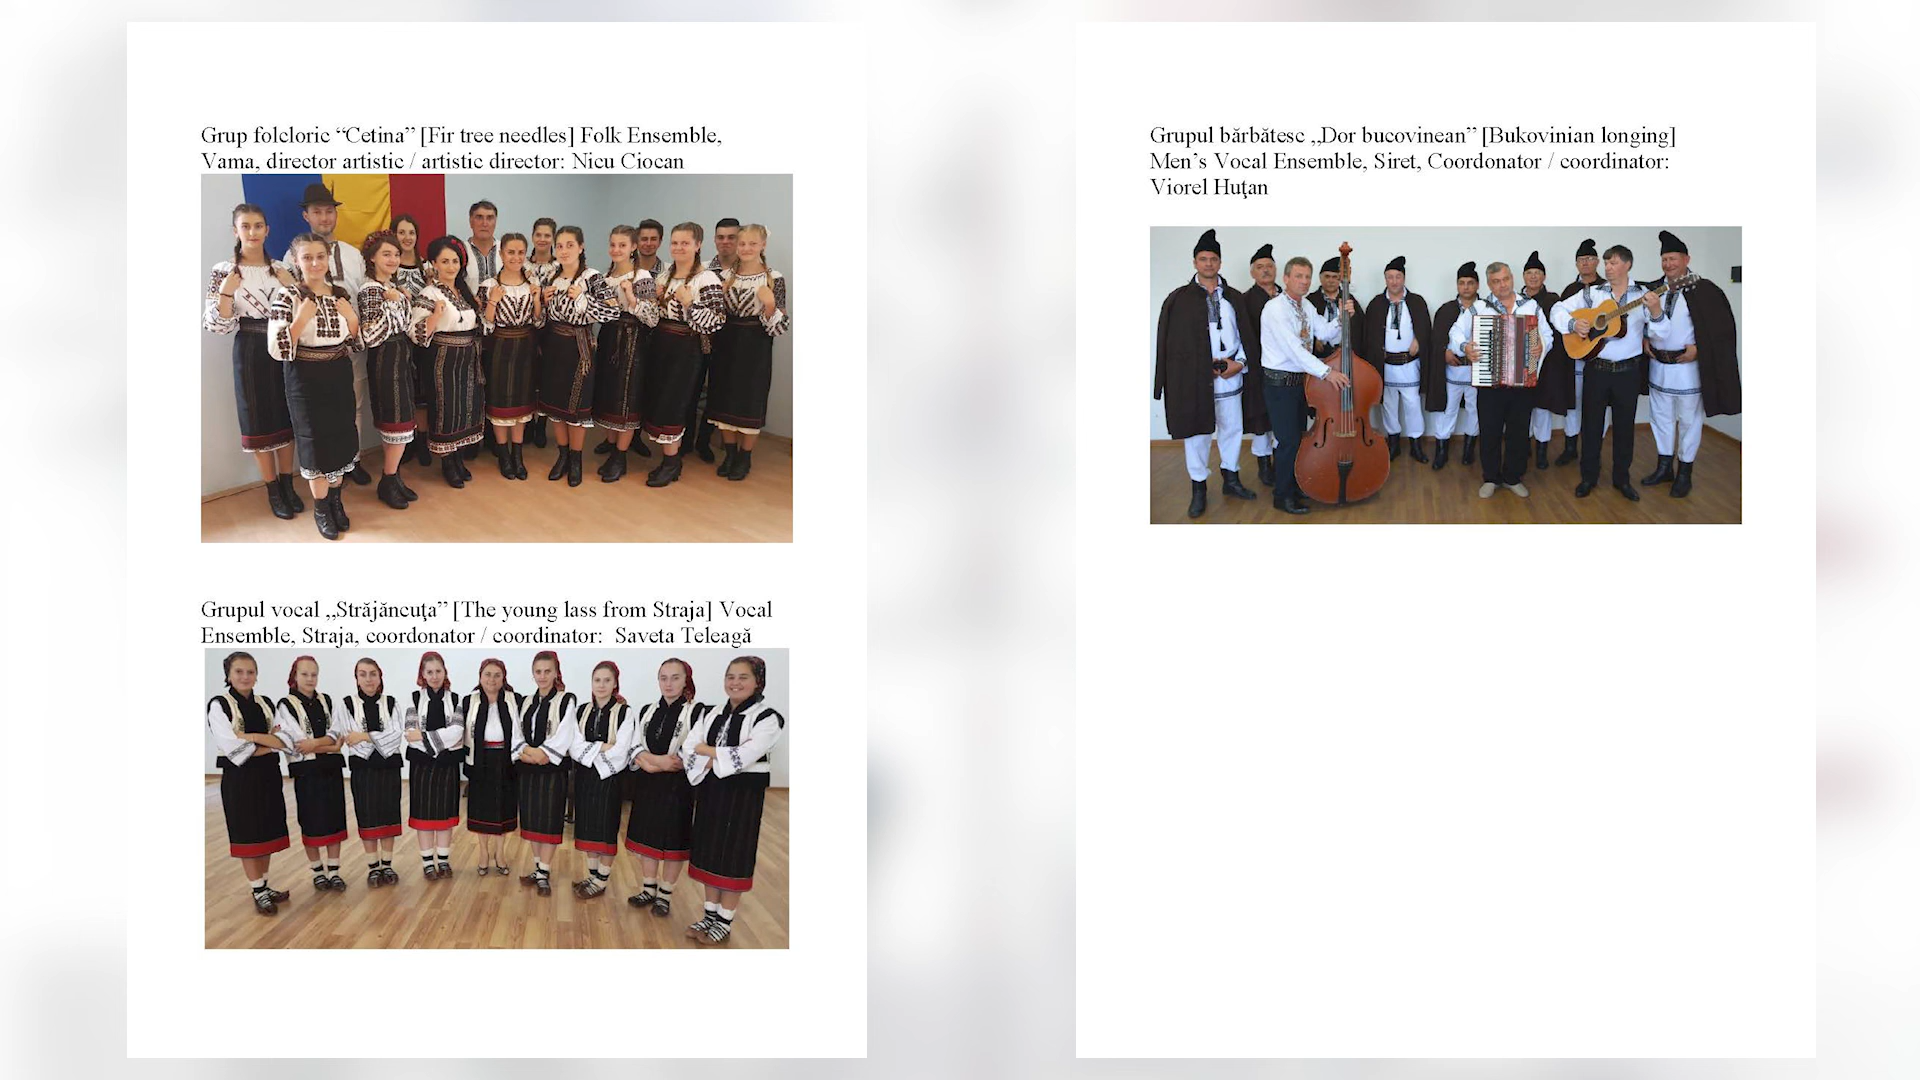 Grup folcloric “Cetina” [Fir tree needles] Folk Ensemble,
Vama, director artistic / artistic director: Nicu Ciocan
Grupul vocal „Străjăncuţa” [The young lass from Straja] Vocal
Ensemble, Straja, coordonator / coordinator:  Saveta Teleagă
Grupul bărbătesc „Dor bucovinean” [Bukovinian longing]
Men’s Vocal Ensemble, Siret, Coordonator / coordinator:
Viorel Huţan